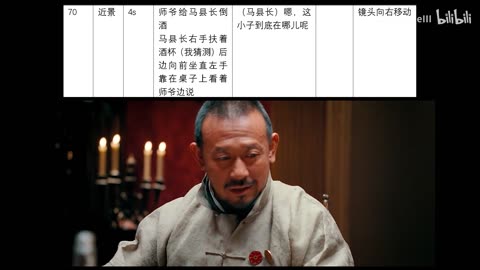 70 近景 4s 师爷给马县长倒 （马县长）嗯，这 镜头向右移动
酒 小子到底在哪儿呢
马县长右手扶着
酒杯（我猜测）后
边向前坐直左手
靠在桌子上看着
师爷边说
elll bilibili